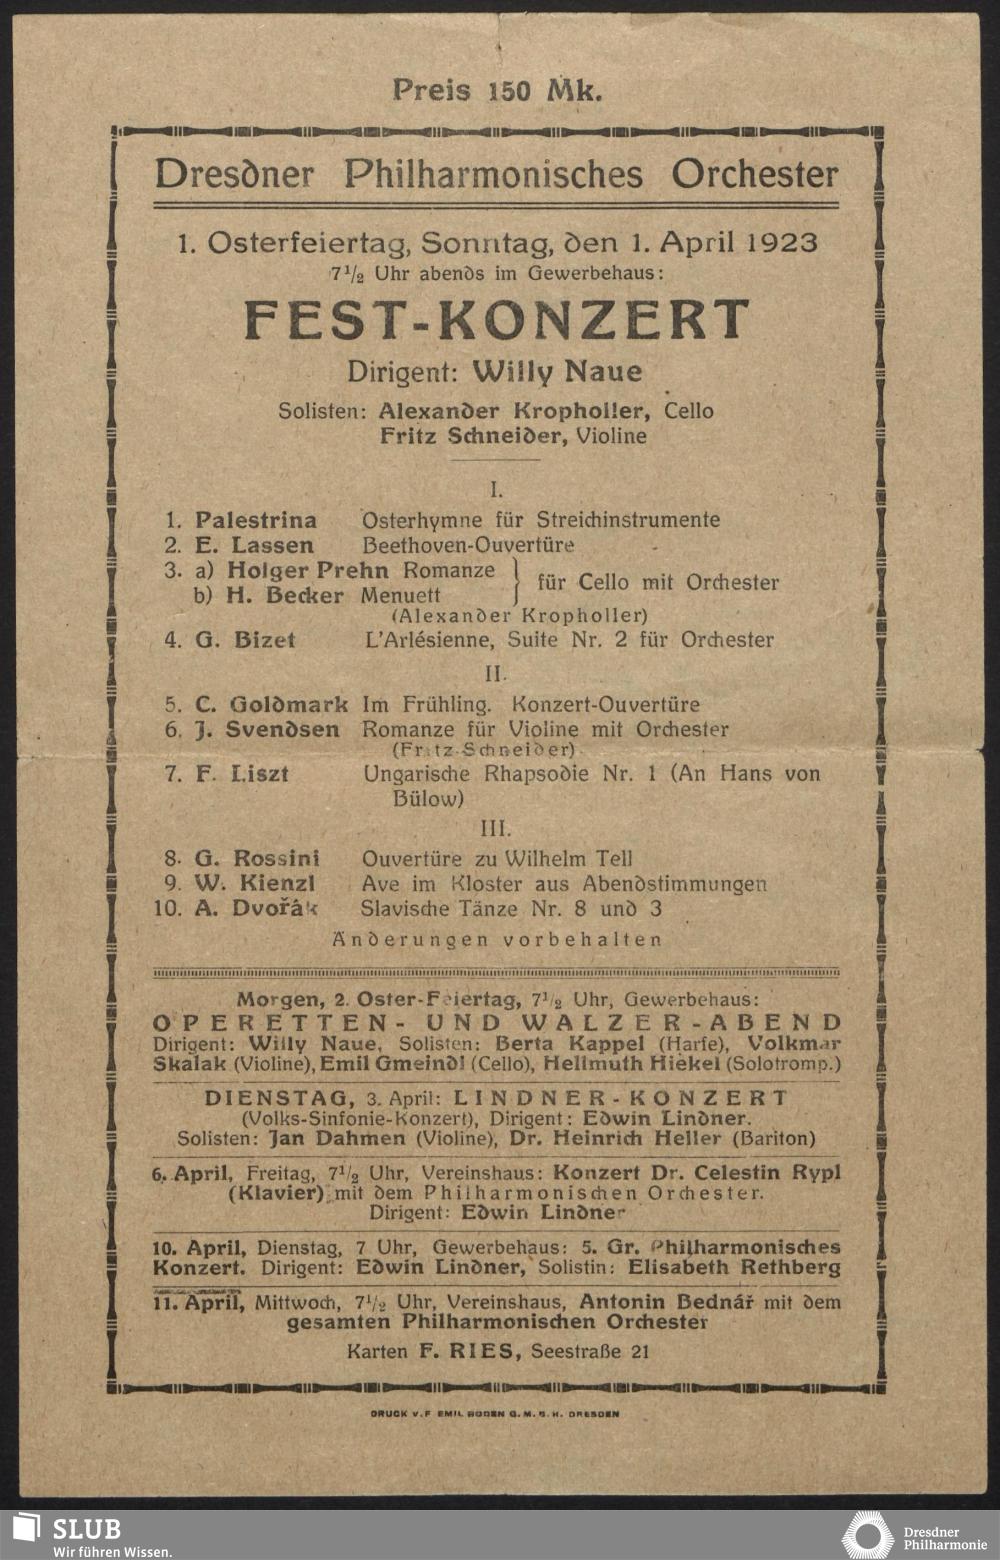 Preis 150 Mk.
Dresdner Philharmonisches Orchester
1. Osterfeiertag, Sonntag, den 1. April 1923
7½ Uhr abends im Gewerbehaus:
FEST-KONZERT
Dirigent: Willy Naue
Solisten: Alexander Kropholler, Cello
Fritz Schneider, Violine
I.
1. Palestrina Osterhymne für Streichinstrumente
2. E. Lassen Beethoven-Ouvertüre
3. a) Holger Prehn Romanze
b) H. Becker Menuett } für Cello mit Orchester
(Alexander Kropholler)
4. G. Bizet L'Arlésienne, Suite Nr. 2 für Orchester
II.
5. C. Goldmark Im Frühling. Konzert-Ouvertüre
6. J. Svendsen Romanze für Violine mit Orchester
(Fritz Schneider)
7. F. Liszt Ungarische Rhapsodie Nr. 1 (An Hans von
Bülow)
III.
8. G. Rossini Ouvertüre zu Wilhelm Tell
9. W. Kienzl Ave im Kloster aus Abendstimmungen
10. A. Dvořák Slavische Tänze Nr. 8 und 3
Änderungen vorbehalten
Morgen, 2. Oster-Feiertag, 7½ Uhr, Gewerbehaus:
OPERETTEN- UND WALZER-ABEND
Dirigent: Willy Naue, Solisten: Berta Kappel (Harfe), Volkmar
Skalak (Violine), Emil Gmeindl (Cello), Hellmuth Hiekel (Solotromp.)
DIENSTAG, 3. April: LINDNER-KONZERT
(Volks-Sinfonie-Konzert), Dirigent: Edwin Lindner.
Solisten: Jan Dahmen (Violine), Dr. Heinrich Heller (Bariton)
6. April, Freitag, 7½ Uhr, Vereinshaus: Konzert Dr. Celestin Rypl
(Klavier) mit dem Philharmonischen Orchester.
Dirigent: Edwin Lindner
10. April, Dienstag, 7 Uhr, Gewerbehaus: 5. Gr. Philharmonisches
Konzert. Dirigent: Edwin Lindner, Solistin: Elisabeth Rethberg
11. April, Mittwoch, 7½ Uhr, Vereinshaus, Antonin Bednář mit dem
gesamten Philharmonischen Orchester
Karten F. RIES, Seestraße 21
DRUCK V. F EMIL BODEN G. M. B. H. DRESDEN
SLUB
Wir führen Wissen.
Dresdner
Philharmonie